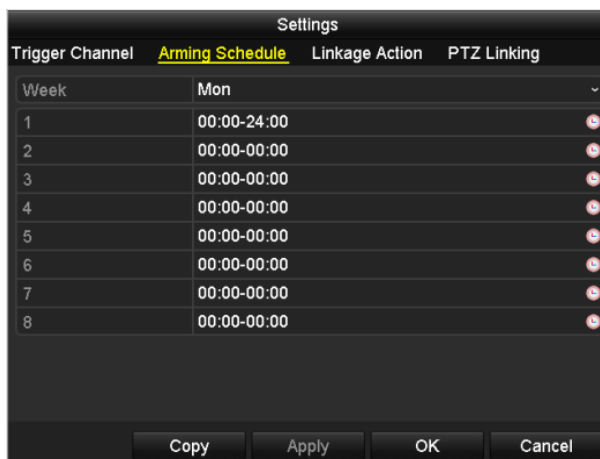 Settings
Trigger Channel Arming Schedule Linkage Action PTZ Linking
Week Mon
1 00:00-24:00
2 00:00-00:00
3 00:00-00:00
4 00:00-00:00
5 00:00-00:00
6 00:00-00:00
7 00:00-00:00
8 00:00-00:00
Copy Apply OK Cancel